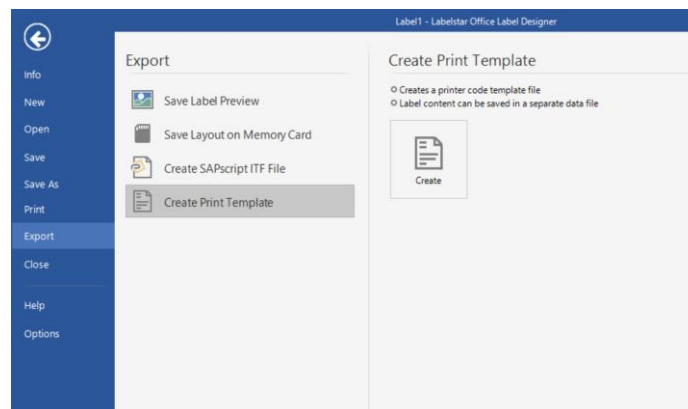 Label1 - Labelstar Office Label Designer
Info
New
Open
Save
Save As
Print
Export
Close
Help
Options
Export
Save Label Preview
Save Layout on Memory Card
Create SAPscript ITF File
Create Print Template
Create Print Template
Creates a printer code template file
Label content can be saved in a separate data file
Create